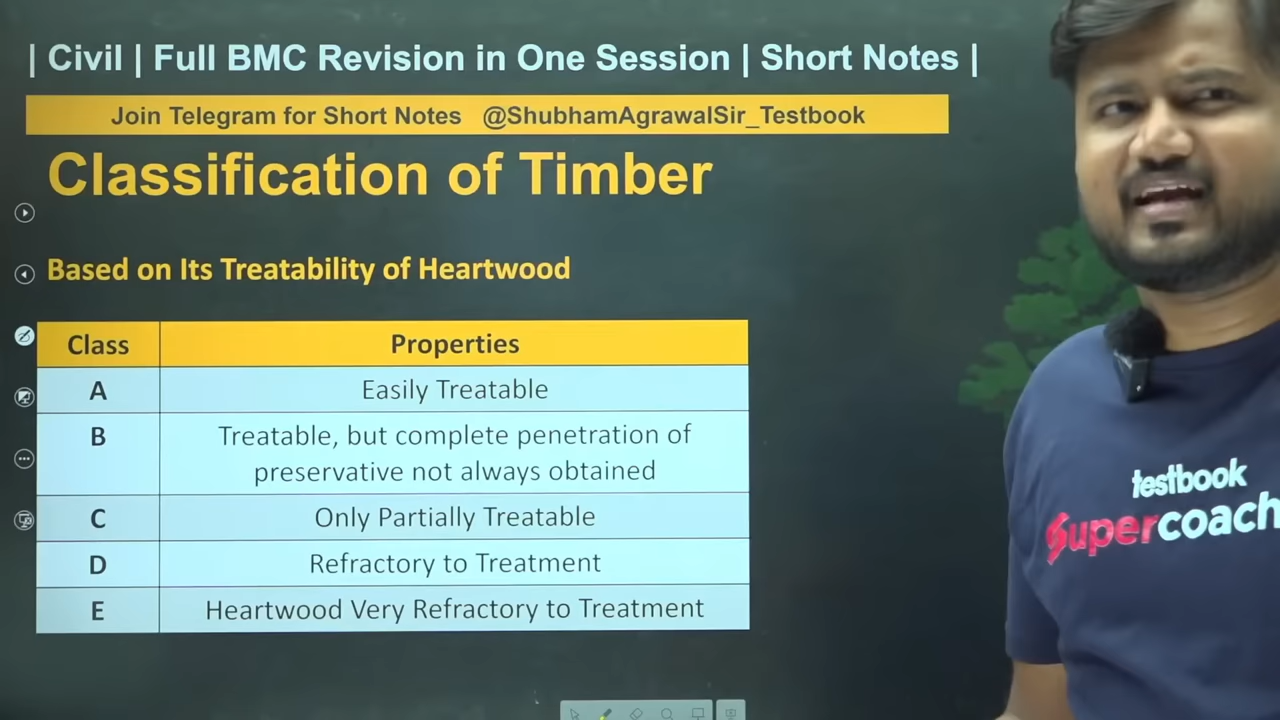 | Civil | Full BMC Revision in One Session | Short Notes |
Join Telegram for Short Notes @ShubhamAgrawalSir_Testbook
Classification of Timber
Based on Its Treatability of Heartwood
Class Properties
A Easily Treatable
B Treatable, but complete penetration of
preservative not always obtained
C Only Partially Treatable
D Refractory to Treatment
E Heartwood Very Refractory to Treatment
testbook
Supercoach